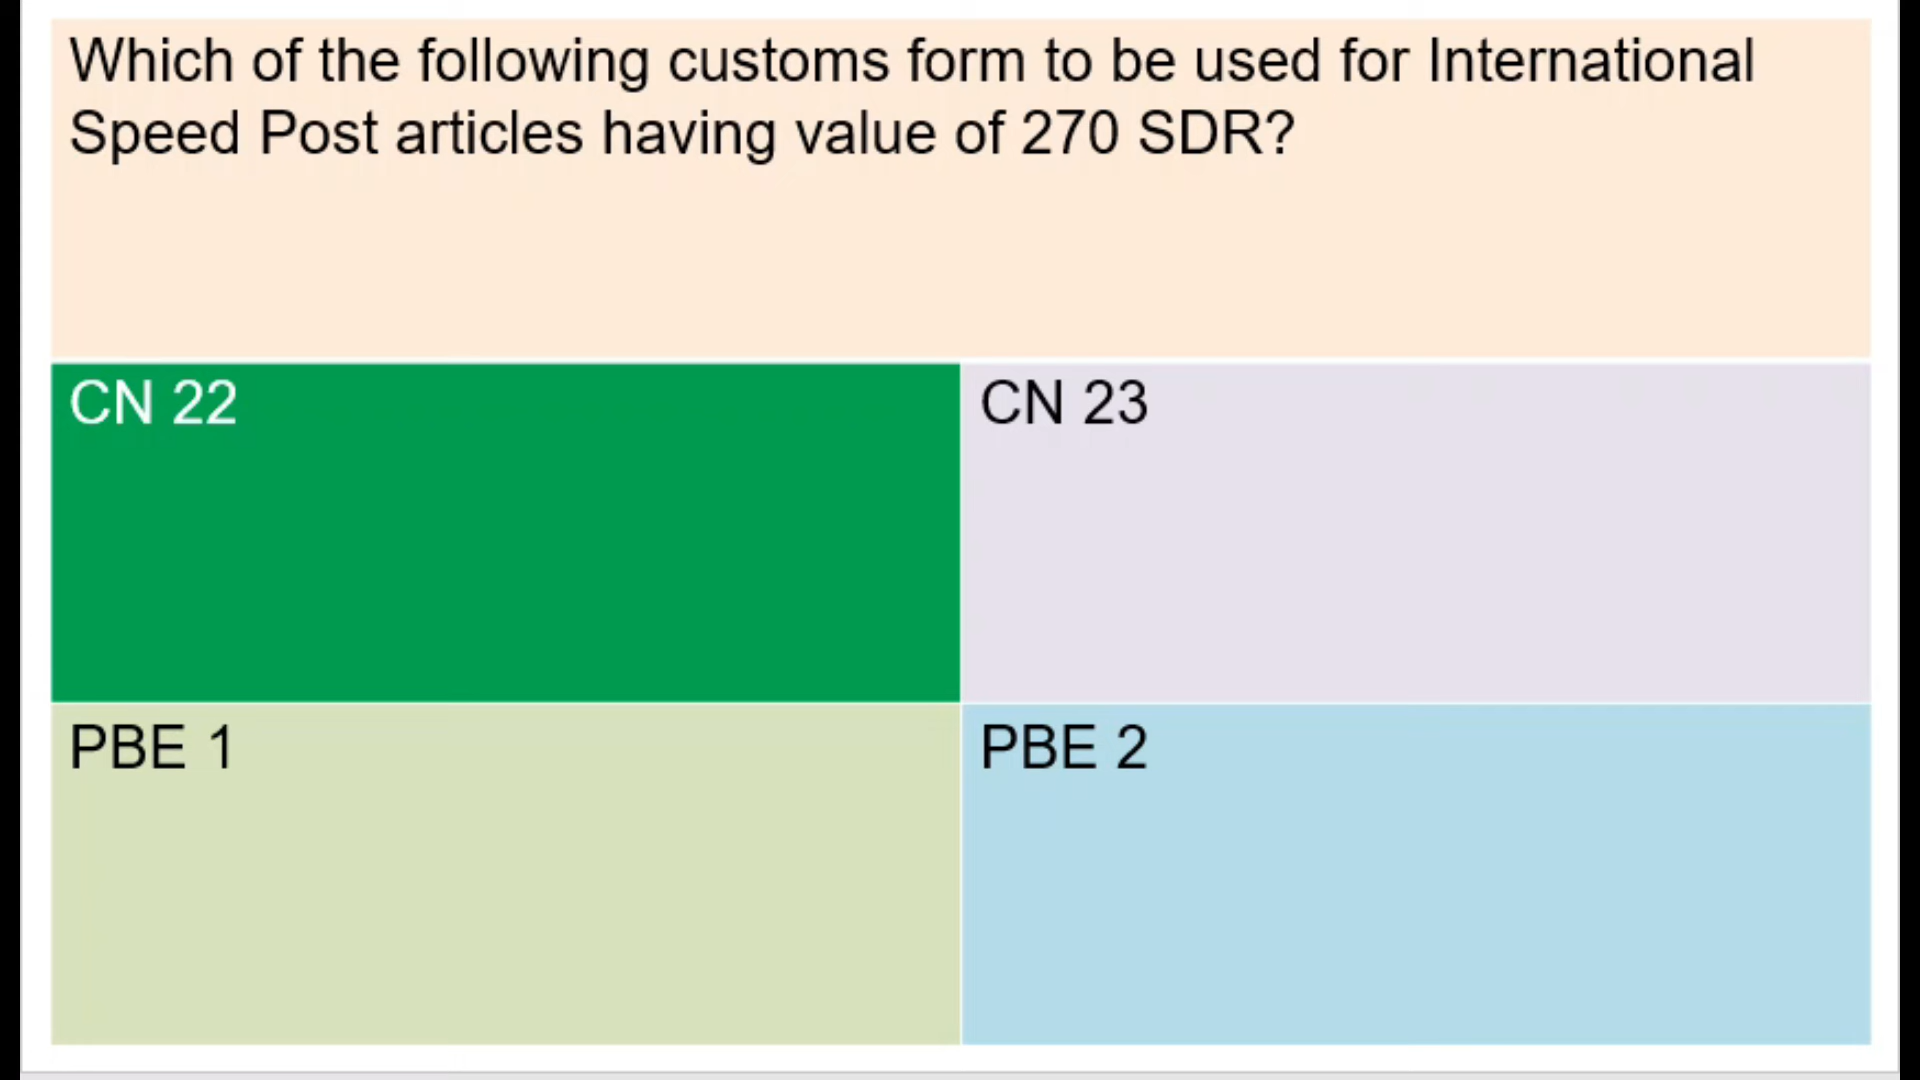 Which of the following customs form to be used for International
Speed Post articles having value of 270 SDR?
CN 22
CN 23
PBE 1
PBE 2